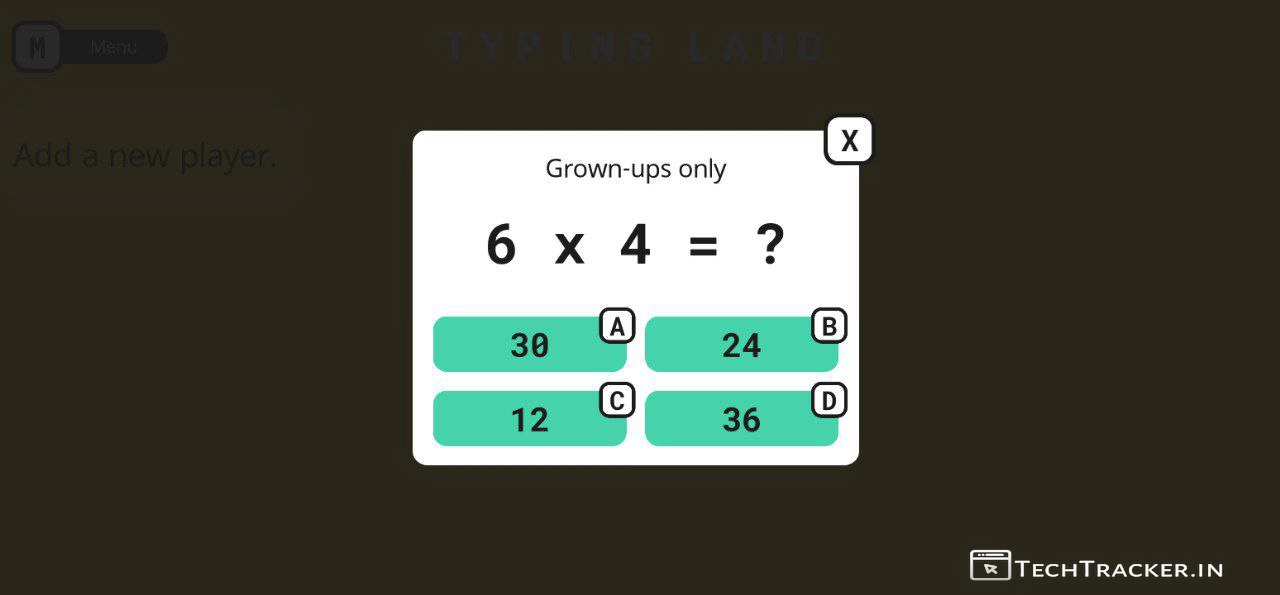 M Menu
TYPING LAND
Add a new player.
X
Grown-ups only
6 x 4 = ?
30 A
24 B
12 C
36 D
TECHTRACKER.IN